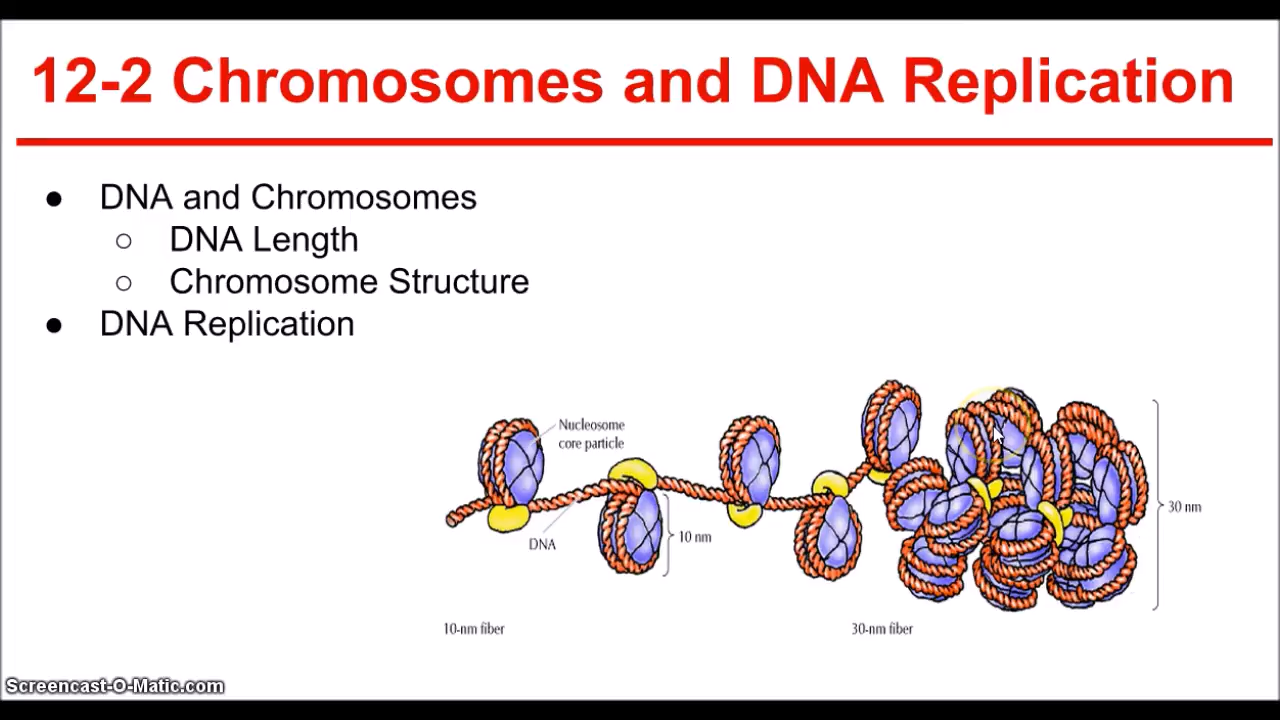 12-2 Chromosomes and DNA Replication
● DNA and Chromosomes
○ DNA Length
○ Chromosome Structure
● DNA Replication
Nucleosome
core particle
DNA
10 nm
30 nm
10-nm fiber
30-nm fiber
Screencast-O-Matic.com